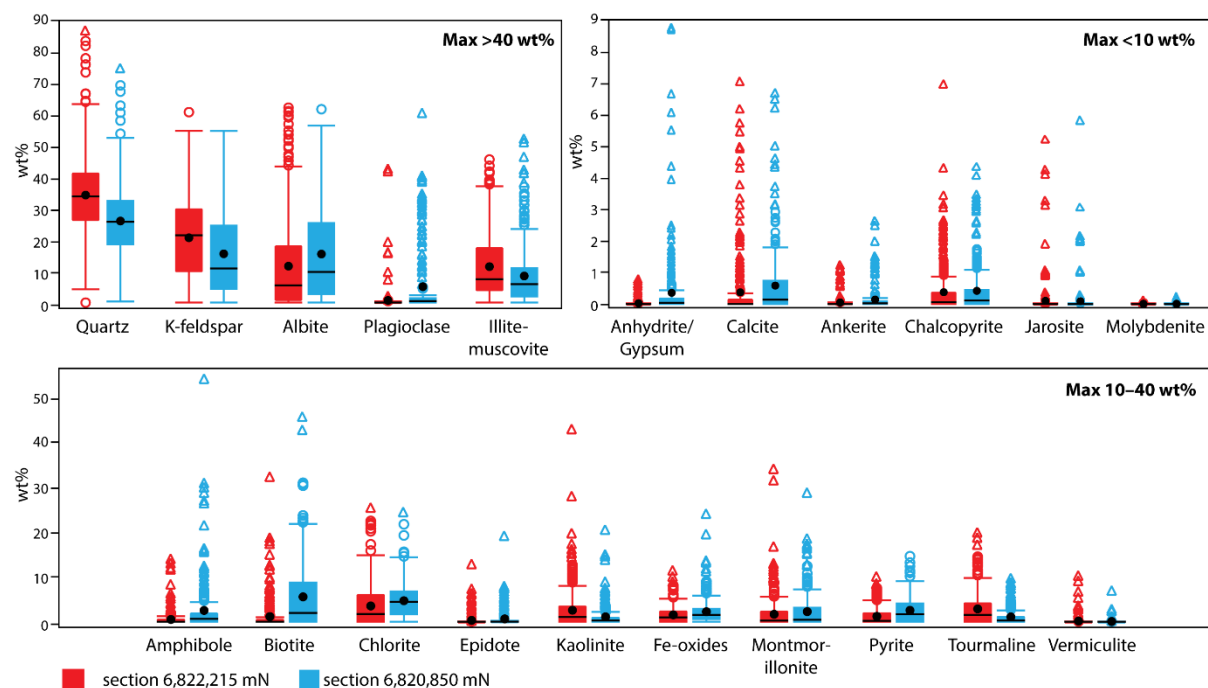 Max >40 wt%
90
80
70
60
50
40
30
20
10
0
wt%
Quartz
K-feldspar
Albite
Plagioclase
Illite-
muscovite
Max <10 wt%
9
8
7
6
5
4
3
2
1
0
wt%
Anhydrite/
Gypsum
Calcite
Ankerite
Chalcopyrite
Jarosite
Molybdenite
Max 10–40 wt%
50
40
30
20
10
0
wt%
Amphibole
Biotite
Chlorite
Epidote
Kaolinite
Fe-oxides
Montmor-
illonite
Pyrite
Tourmaline
Vermiculite
section 6,822,215 mN
section 6,820,850 mN